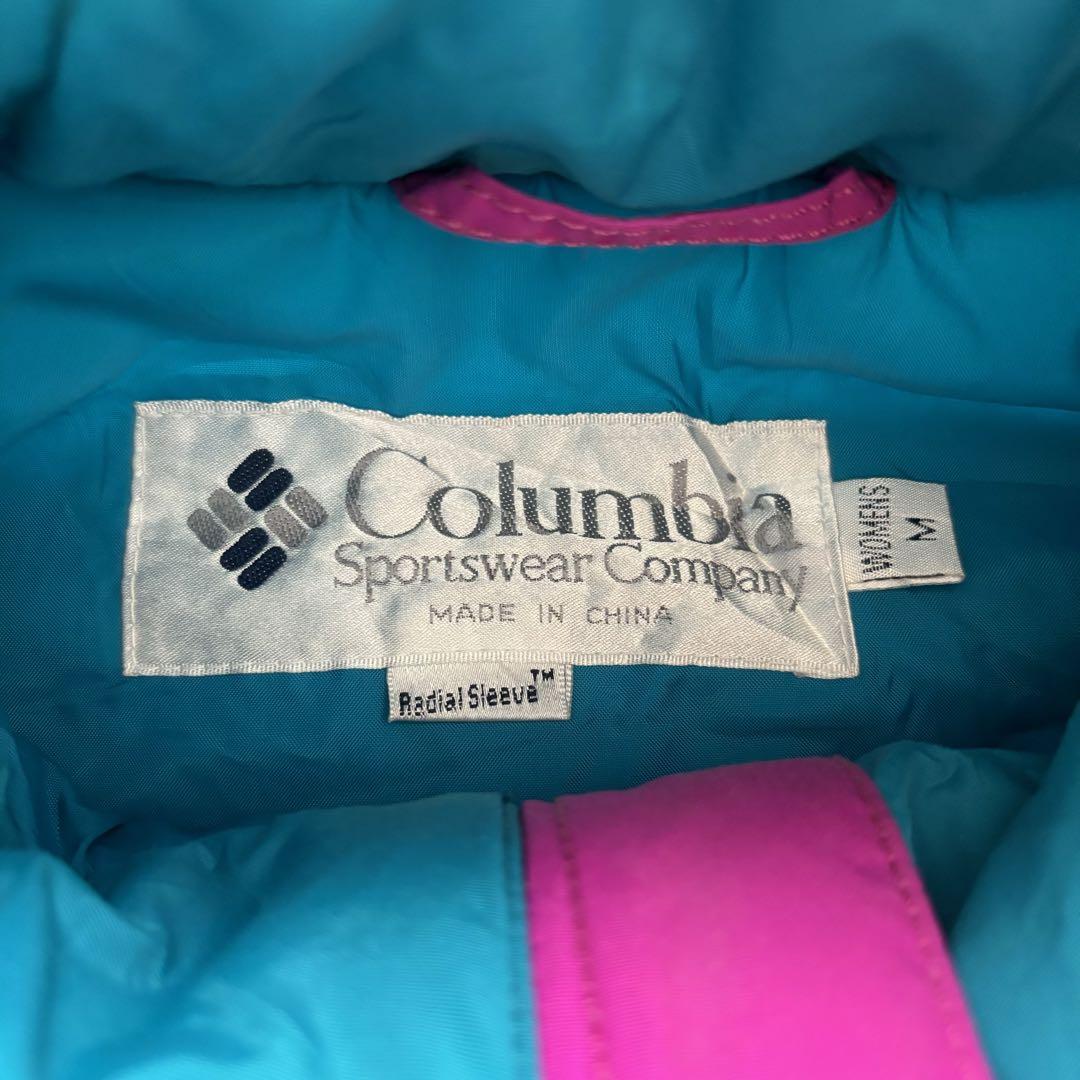 Columbia
Sportswear Company
MADE IN CHINA
Radial Sleeve™
WOMENS
M